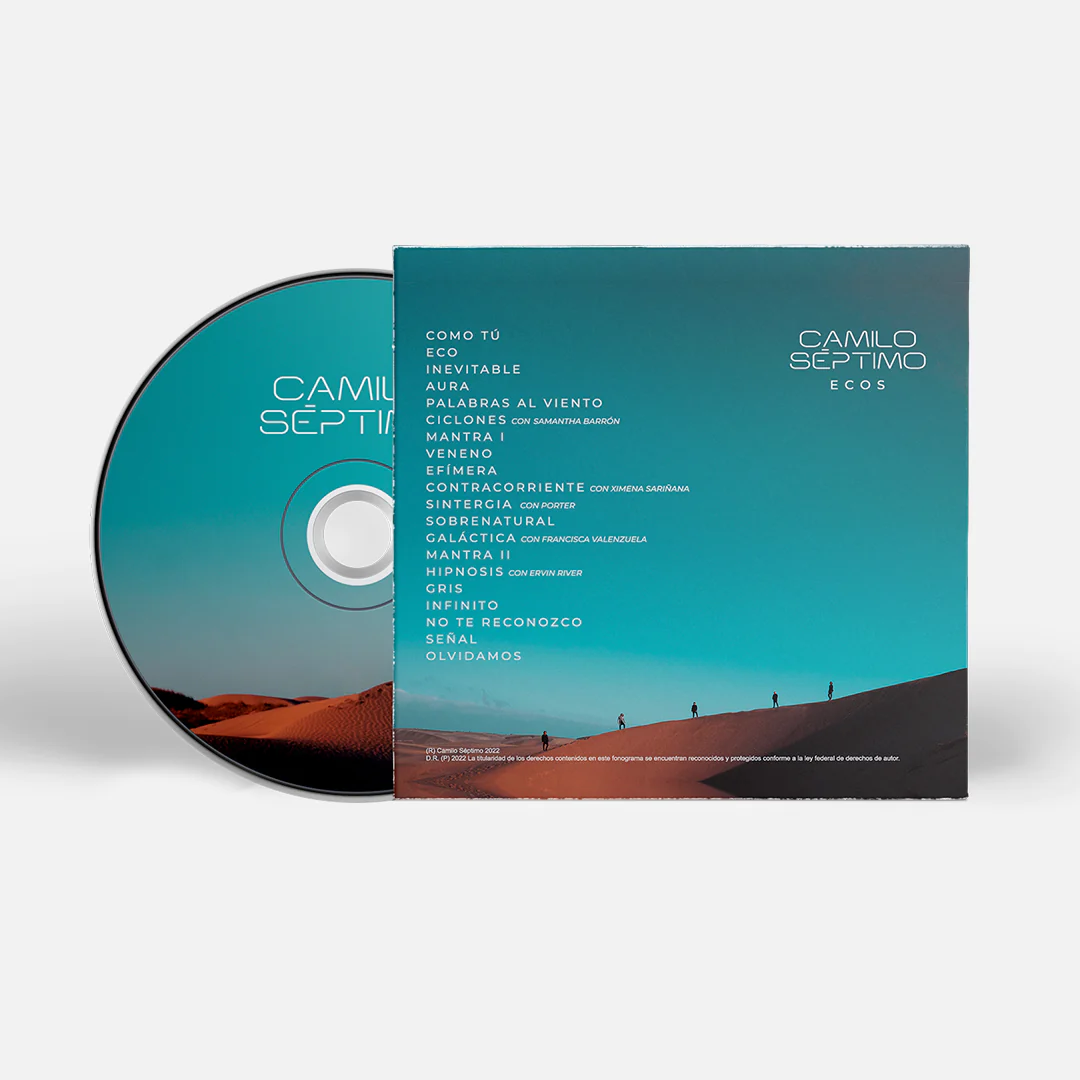 CAMIL
SÉPTI
COMO TÚ
ECO
INEVITABLE
AURA
PALABRAS AL VIENTO
CICLONES CON SAMANTHA BARRÓN
MANTRA I
VENENO
EFÍMERA
CONTRACORRIENTE CON XIMENA SARIÑANA
SINTERGIA CON PORTER
SOBRENATURAL
GALÁCTICA CON FRANCISCA VALENZUELA
MANTRA II
HIPNOSIS CON ERVIN RIVER
GRIS
INFINITO
NO TE RECONOZCO
SEÑAL
OLVIDAMOS
CAMILO
SÉPTIMO
ECOS
(R) Camilo Séptimo 2022
D.R. (P) 2022 La titularidad de los derechos contenidos en este fonograma se encuentran reconocidos y protegidos conforme a la ley federal de derechos de autor.